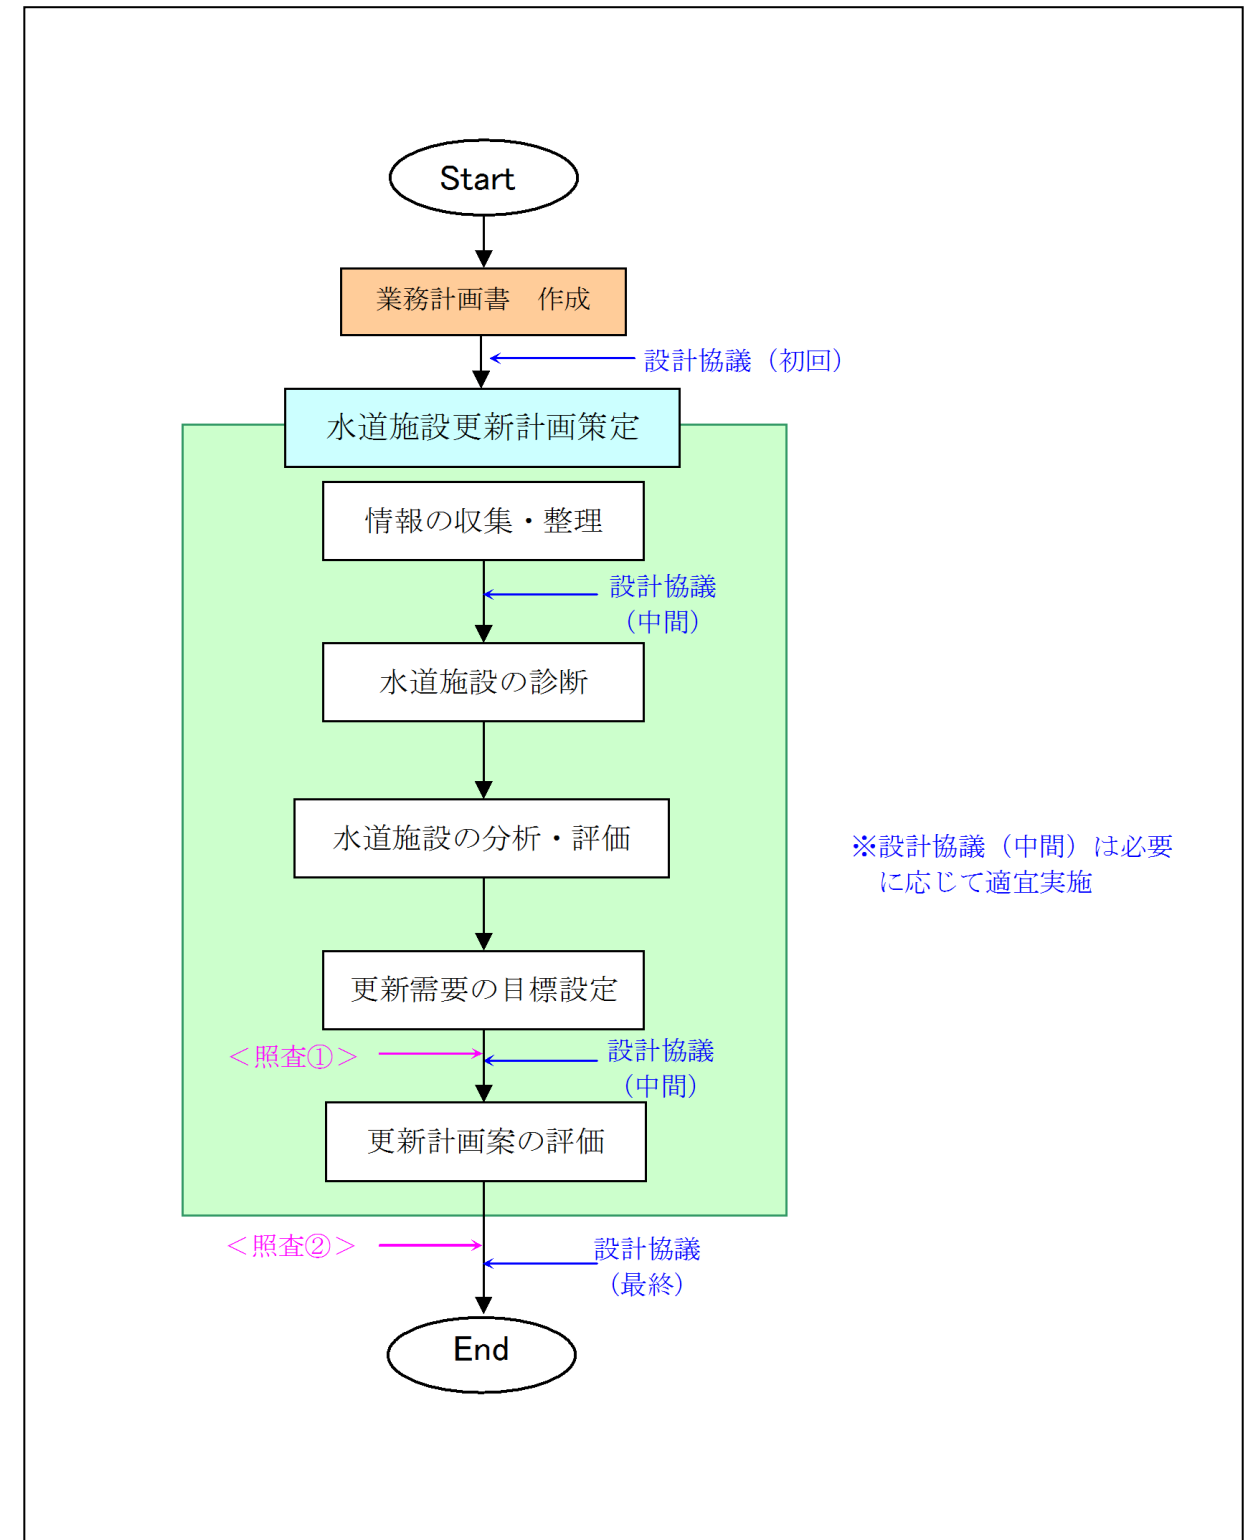 Start
業務計画書　作成
設計協議（初回）
水道施設更新計画策定
情報の収集・整理
設計協議
（中間）
水道施設の診断
水道施設の分析・評価
※設計協議（中間）は必要
に応じて適宜実施
更新需要の目標設定
＜照査①＞
設計協議
（中間）
更新計画案の評価
＜照査②＞
設計協議
（最終）
End